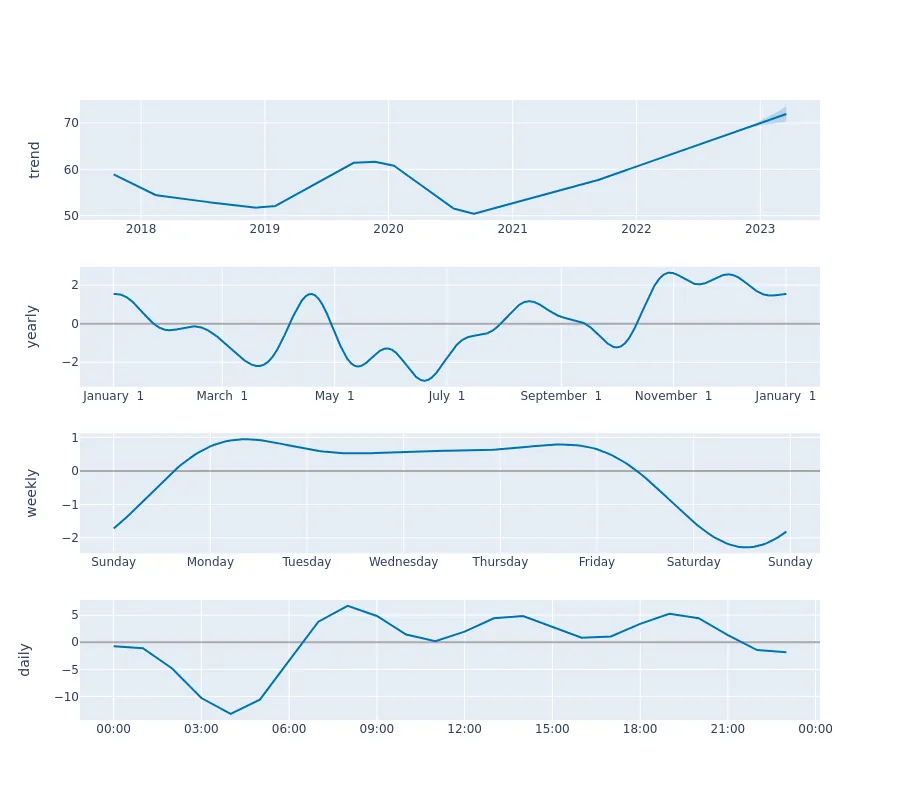 trend
70
60
50
2018 2019 2020 2021 2022 2023
yearly
2
0
−2
January 1 March 1 May 1 July 1 September 1 November 1 January 1
weekly
1
0
−1
−2
Sunday Monday Tuesday Wednesday Thursday Friday Saturday Sunday
daily
5
0
−5
−10
00:00 03:00 06:00 09:00 12:00 15:00 18:00 21:00 00:00